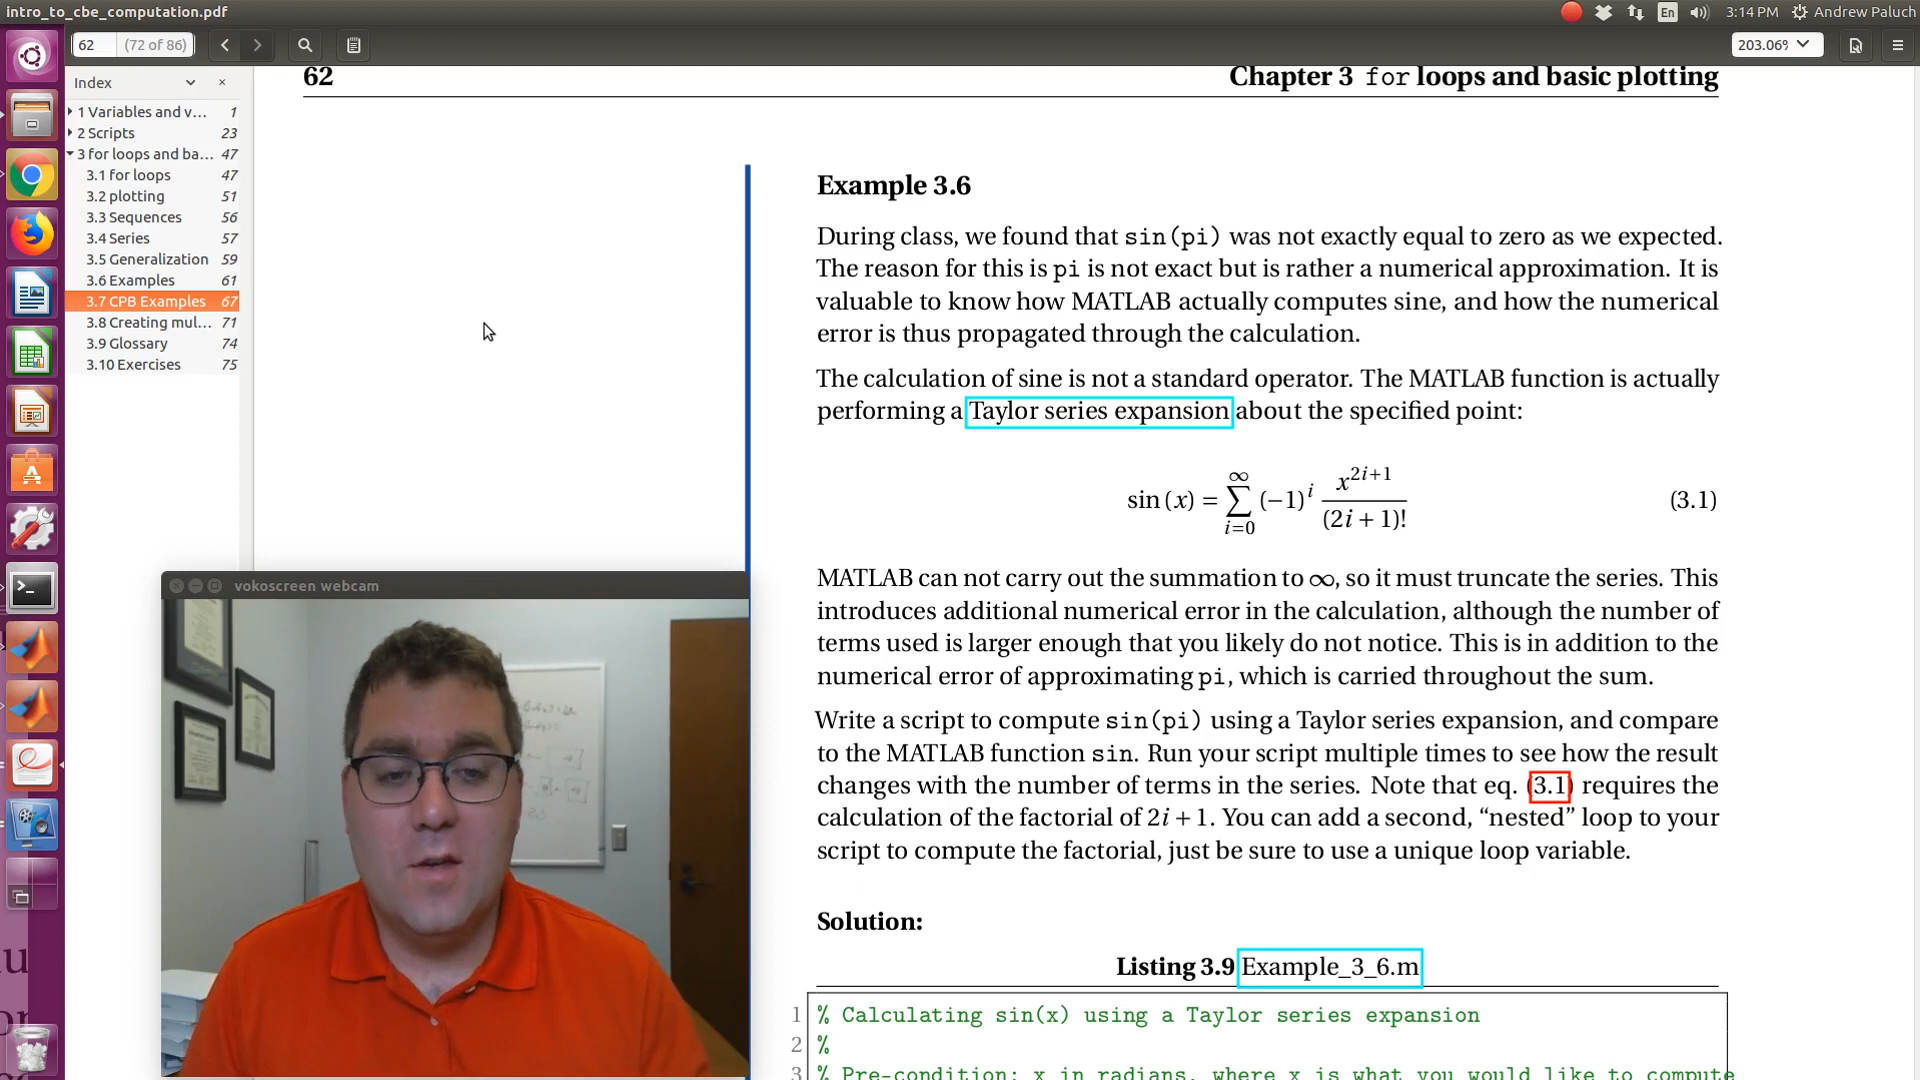 intro_to_cbe_computation.pdf
En
3:14 PM
Andrew Paluch
62
(72 of 86)
203.06%
Index
1 Variables and v... 1
2 Scripts 23
3 for loops and ba... 47
3.1 for loops 47
3.2 plotting 51
3.3 Sequences 56
3.4 Series 57
3.5 Generalization 59
3.6 Examples 61
3.7 CPB Examples 67
3.8 Creating mul... 71
3.9 Glossary 74
3.10 Exercises 75
62
Chapter 3 for loops and basic plotting
Example 3.6
During class, we found that sin(pi) was not exactly equal to zero as we expected.
The reason for this is pi is not exact but is rather a numerical approximation. It is
valuable to know how MATLAB actually computes sine, and how the numerical
error is thus propagated through the calculation.
The calculation of sine is not a standard operator. The MATLAB function is actually
performing a Taylor series expansion about the specified point:
sin(x) = ∑_{i=0}^{∞} (−1)^i x^{2i+1}/(2i+1)! (3.1)
MATLAB can not carry out the summation to ∞, so it must truncate the series. This
introduces additional numerical error in the calculation, although the number of
terms used is larger enough that you likely do not notice. This is in addition to the
numerical error of approximating pi, which is carried throughout the sum.
Write a script to compute sin(pi) using a Taylor series expansion, and compare
to the MATLAB function sin. Run your script multiple times to see how the result
changes with the number of terms in the series. Note that eq. (3.1) requires the
calculation of the factorial of 2i+1. You can add a second, “nested” loop to your
script to compute the factorial, just be sure to use a unique loop variable.
Solution:
Listing 3.9 Example_3_6.m
1 % Calculating sin(x) using a Taylor series expansion
2 %
3 % Pre-condition: x in radians, where x is what you would like to compute
vokoscreen webcam